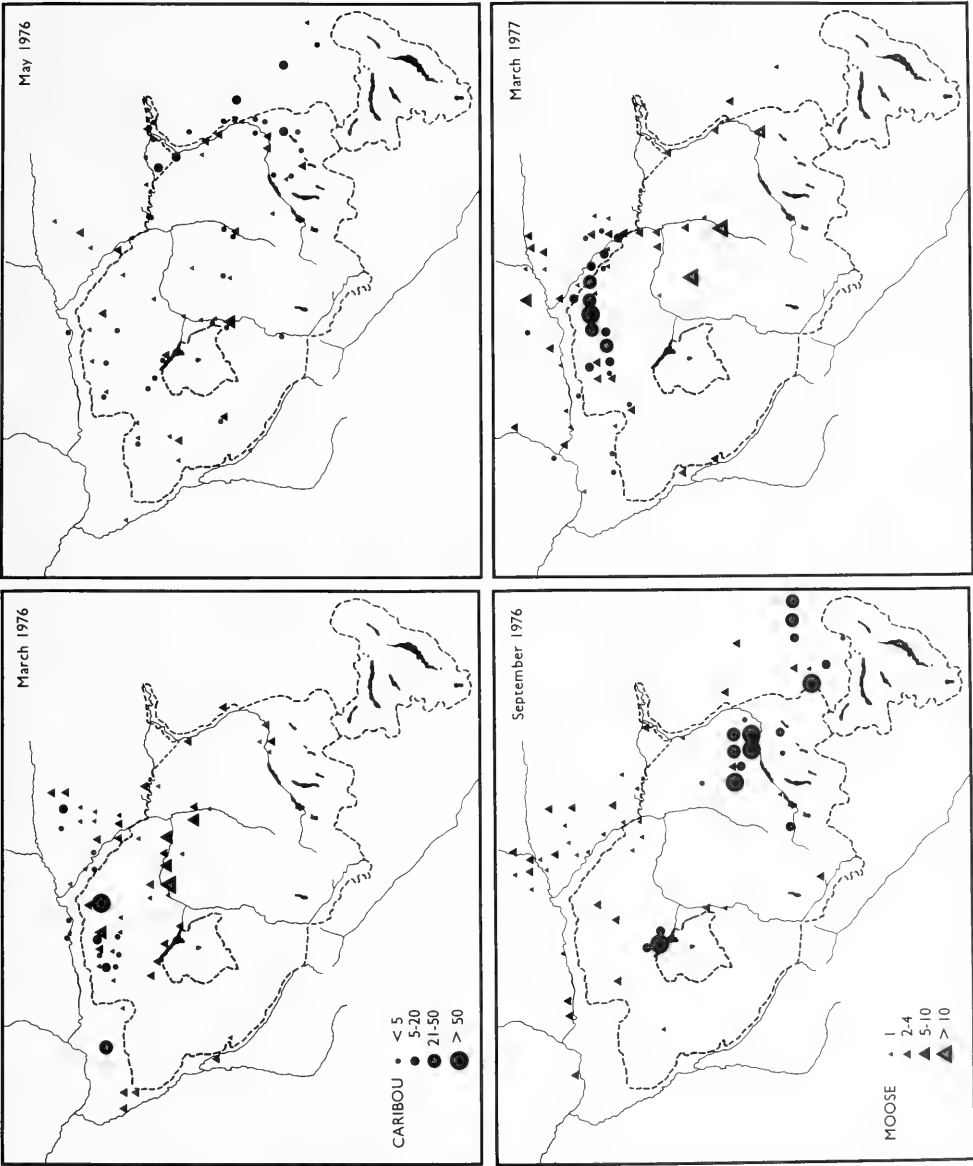 March 1976
CARIBOU
< 5
5-20
21-50
> 50
May 1976
September 1976
MOOSE
1
2-4
5-10
> 10
March 1977